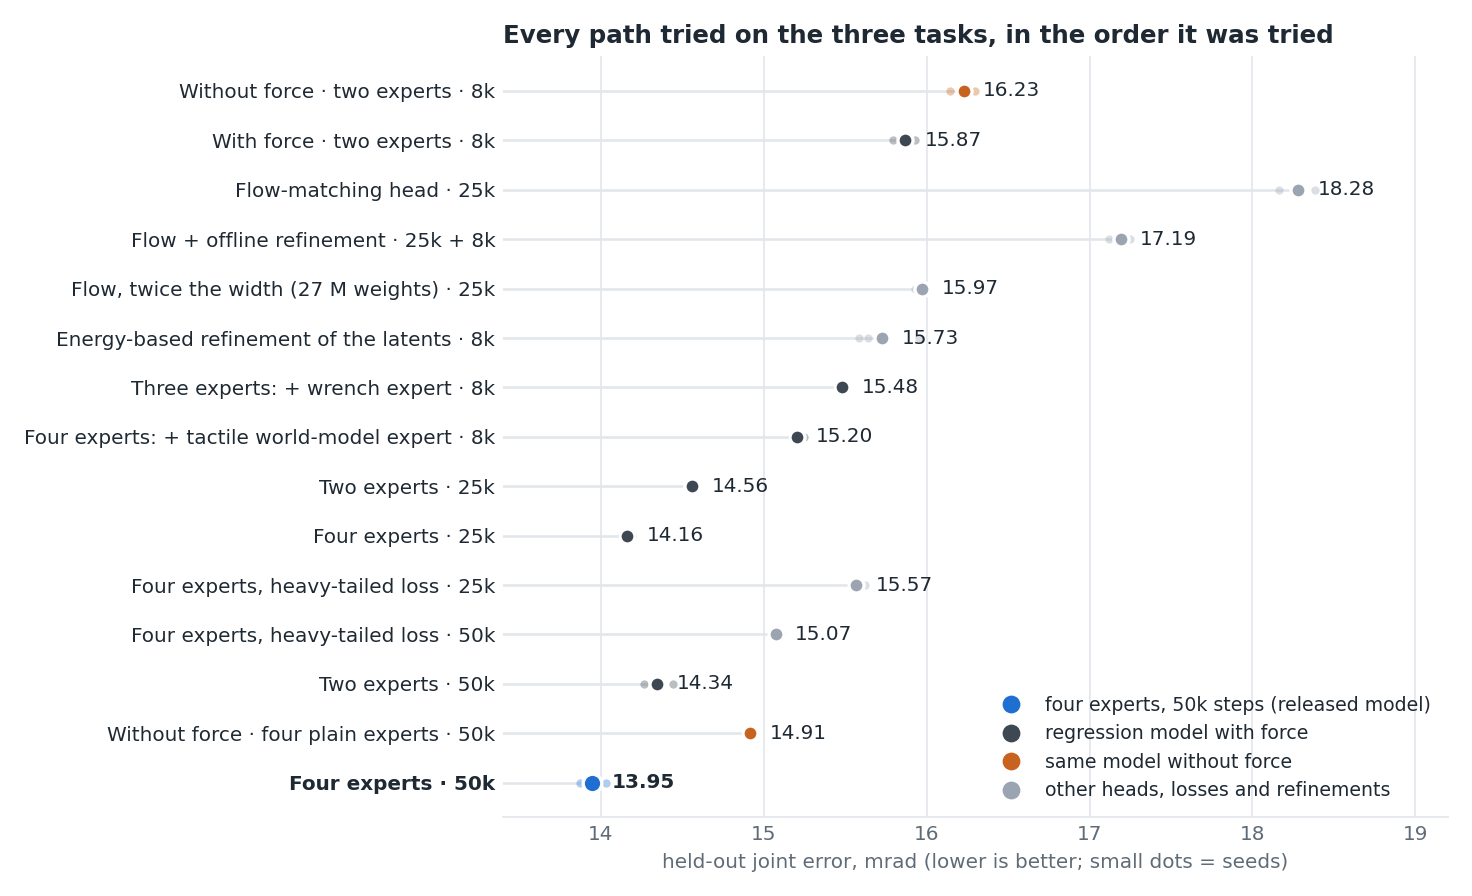 Every path tried on the three tasks, in the order it was tried
Without force · two experts · 8k 16.23
With force · two experts · 8k 15.87
Flow-matching head · 25k 18.28
Flow + offline refinement · 25k + 8k 17.19
Flow, twice the width (27 M weights) · 25k 15.97
Energy-based refinement of the latents · 8k 15.73
Three experts: + wrench expert · 8k 15.48
Four experts: + tactile world-model expert · 8k 15.20
Two experts · 25k 14.56
Four experts · 25k 14.16
Four experts, heavy-tailed loss · 25k 15.57
Four experts, heavy-tailed loss · 50k 15.07
Two experts · 50k 14.34
Without force · four plain experts · 50k 14.91
Four experts · 50k 13.95
four experts, 50k steps (released model)
regression model with force
same model without force
other heads, losses and refinements
14 15 16 17 18 19
held-out joint error, mrad (lower is better; small dots = seeds)